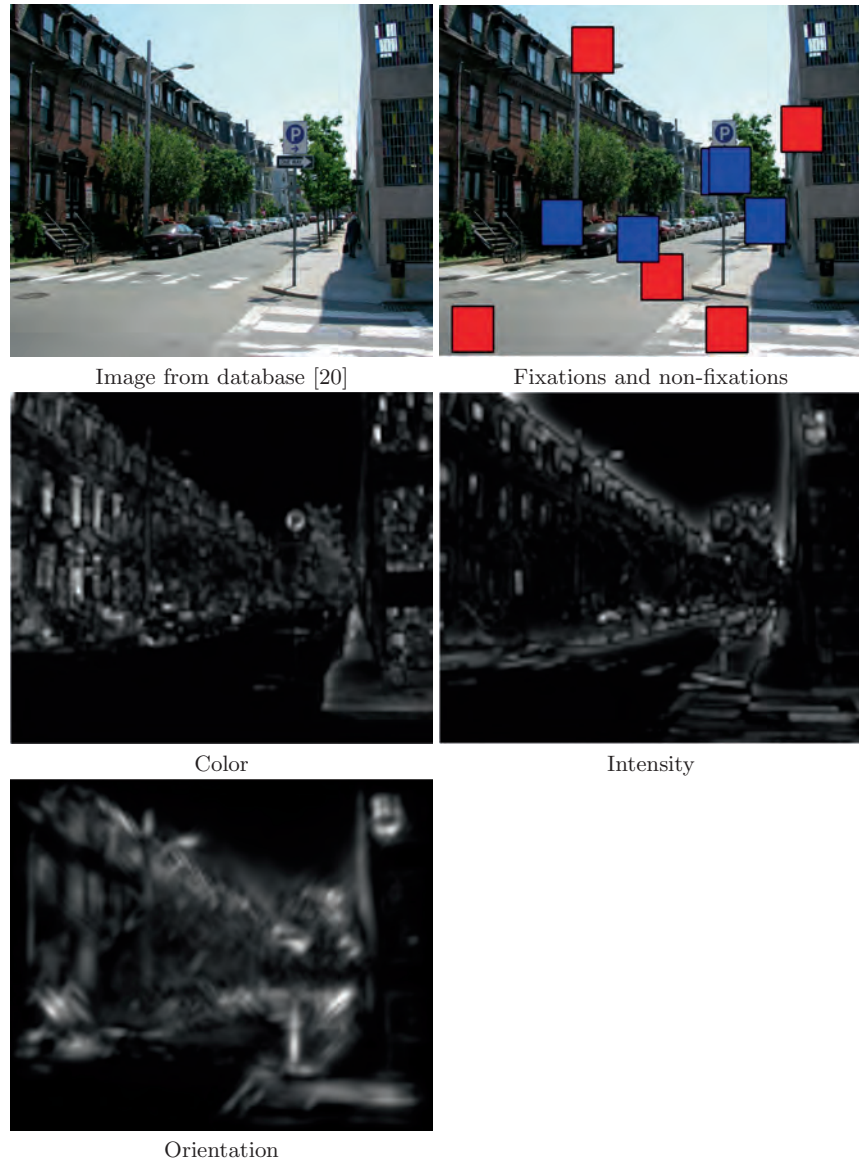 P
Image from database [20]
P
Fixations and non-fixations
Color
Intensity
Orientation